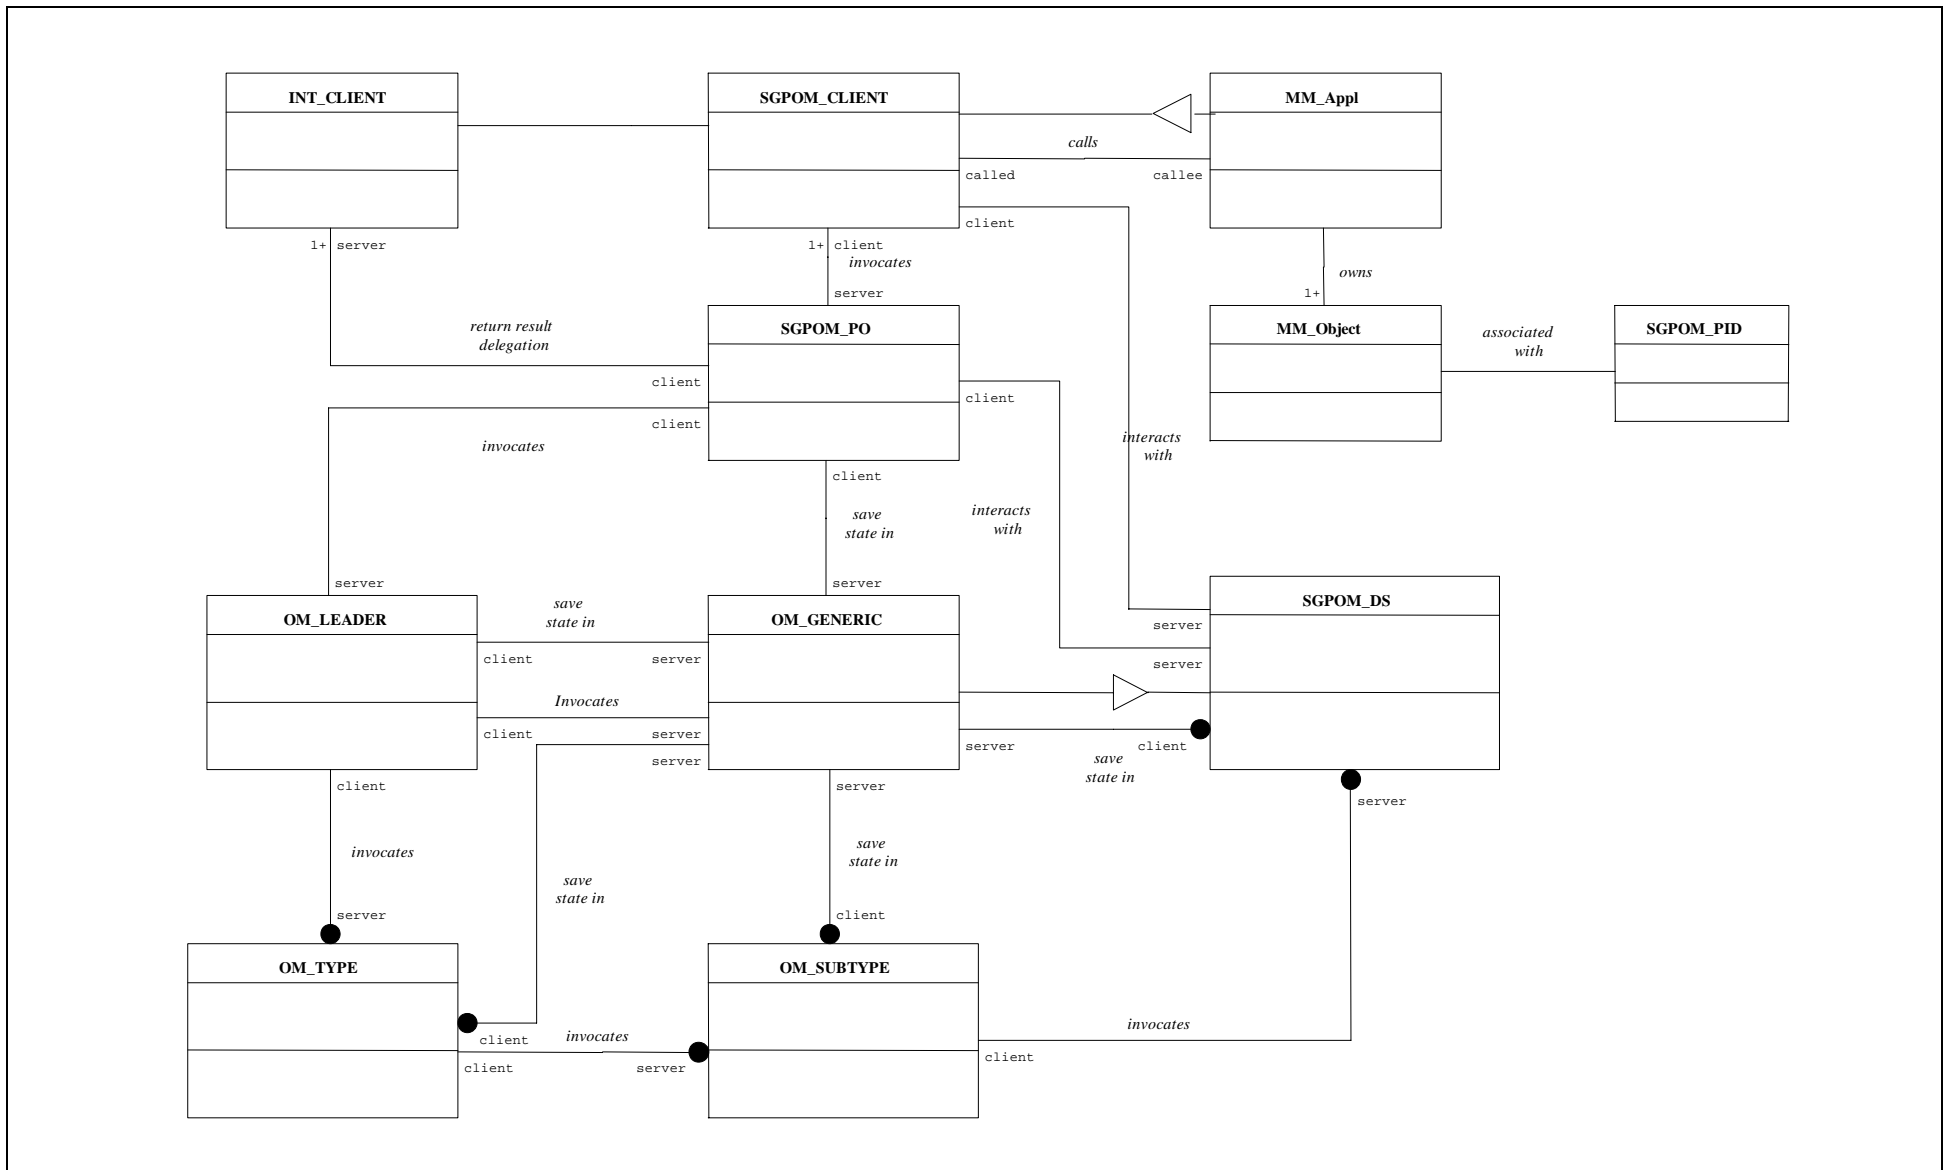 INT_CLIENT
SGPOM_CLIENT
MM_Appl
calls
called
callee
client
1+
server
1+
client
invocates
owns
server
1+
return result
delegation
SGPOM_PO
MM_Object
associated
with
SGPOM_PID
client
client
client
invocates
interacts
with
client
save
state in
interacts
with
server
server
OM_LEADER
save
state in
OM_GENERIC
SGPOM_DS
server
client
server
server
Invocates
client
server
server
server
client
save
state in
client
server
server
invocates
save
state in
save
state in
server
client
OM_TYPE
OM_SUBTYPE
client
invocates
invocates
client
server
client